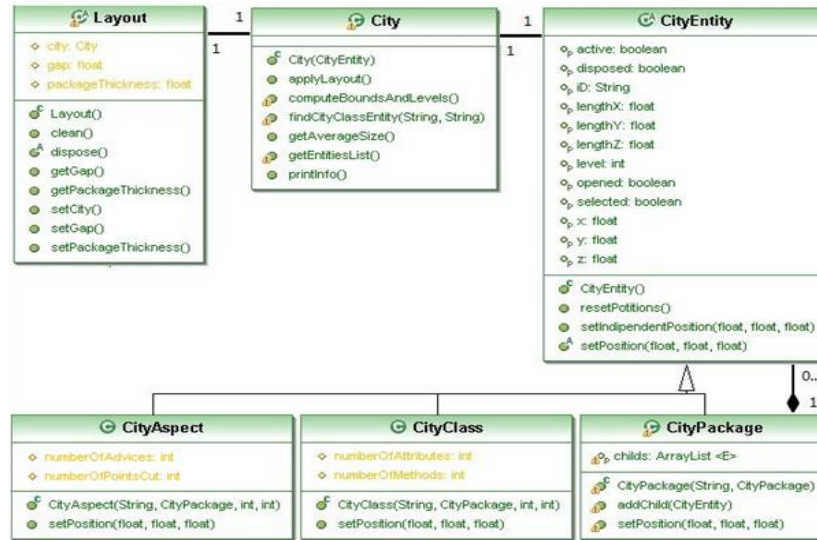 Layout
city: City
gap: float
packageThickness: float
Layout()
clean()
dispose()
getGap()
getPackageThickness()
setCity()
setGap()
setPackageThickness()
1
1
City
City(CityEntity)
applyLayout()
computeBoundsAndLevels()
findCityClassEntity(String, String)
getAverageSize()
getEntitiesList()
printInfo()
1
1
CityEntity
active: boolean
disposed: boolean
iD: String
lengthX: float
lengthY: float
lengthZ: float
level: int
opened: boolean
selected: boolean
x: float
y: float
z: float
CityEntity()
resetPotitions()
setIndipendentPosition(float, float, float)
setPosition(float, float, float)
0..
1
CityAspect
numberOfAdvices: int
numberOfPointsCut: int
CityAspect(String, CityPackage, int, int)
setPosition(float, float, float)
CityClass
numberOfAttributes: int
numberOfMethods: int
CityClass(String, CityPackage, int, int)
setPosition(float, float, float)
CityPackage
childs: ArrayList <E>
CityPackage(String, CityPackage)
addChild(CityEntity)
setPosition(float, float, float)